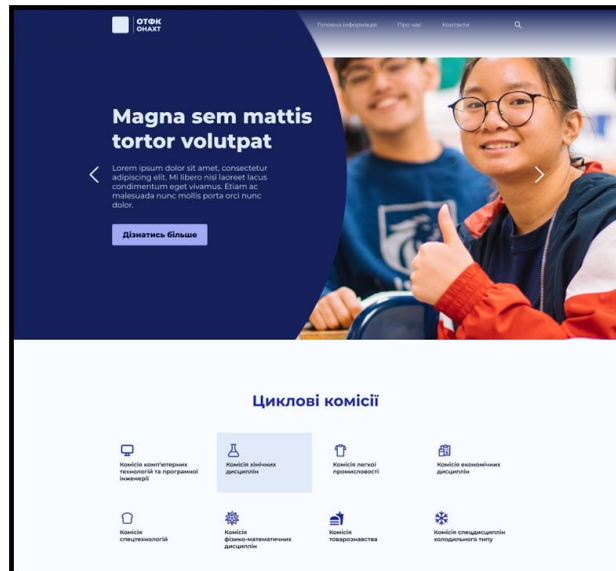 ОТФК
ОНАХТ
Головна інформація Про нас Контакти
Magna sem mattis
tortor volutpat
Lorem ipsum dolor sit amet, consectetur
adipiscing elit. Mi libero nisl laoreet lacus
condimentum eget vivamus. Etiam ac
malesuada nunc mollis porta orci nunc
dolor.
Дізнатись більше
Циклові комісії
Комісія комп'ютерних
технологій та програмної
інженерії
Комісія хімічних
дисциплін
Комісія легкої
промисловості
Комісія економічних
дисциплін
Комісія
спецтехнологій
Комісія
фізико-математичних
дисциплін
Комісія
товарознавства
Комісія спецдисциплін
холодильного типу